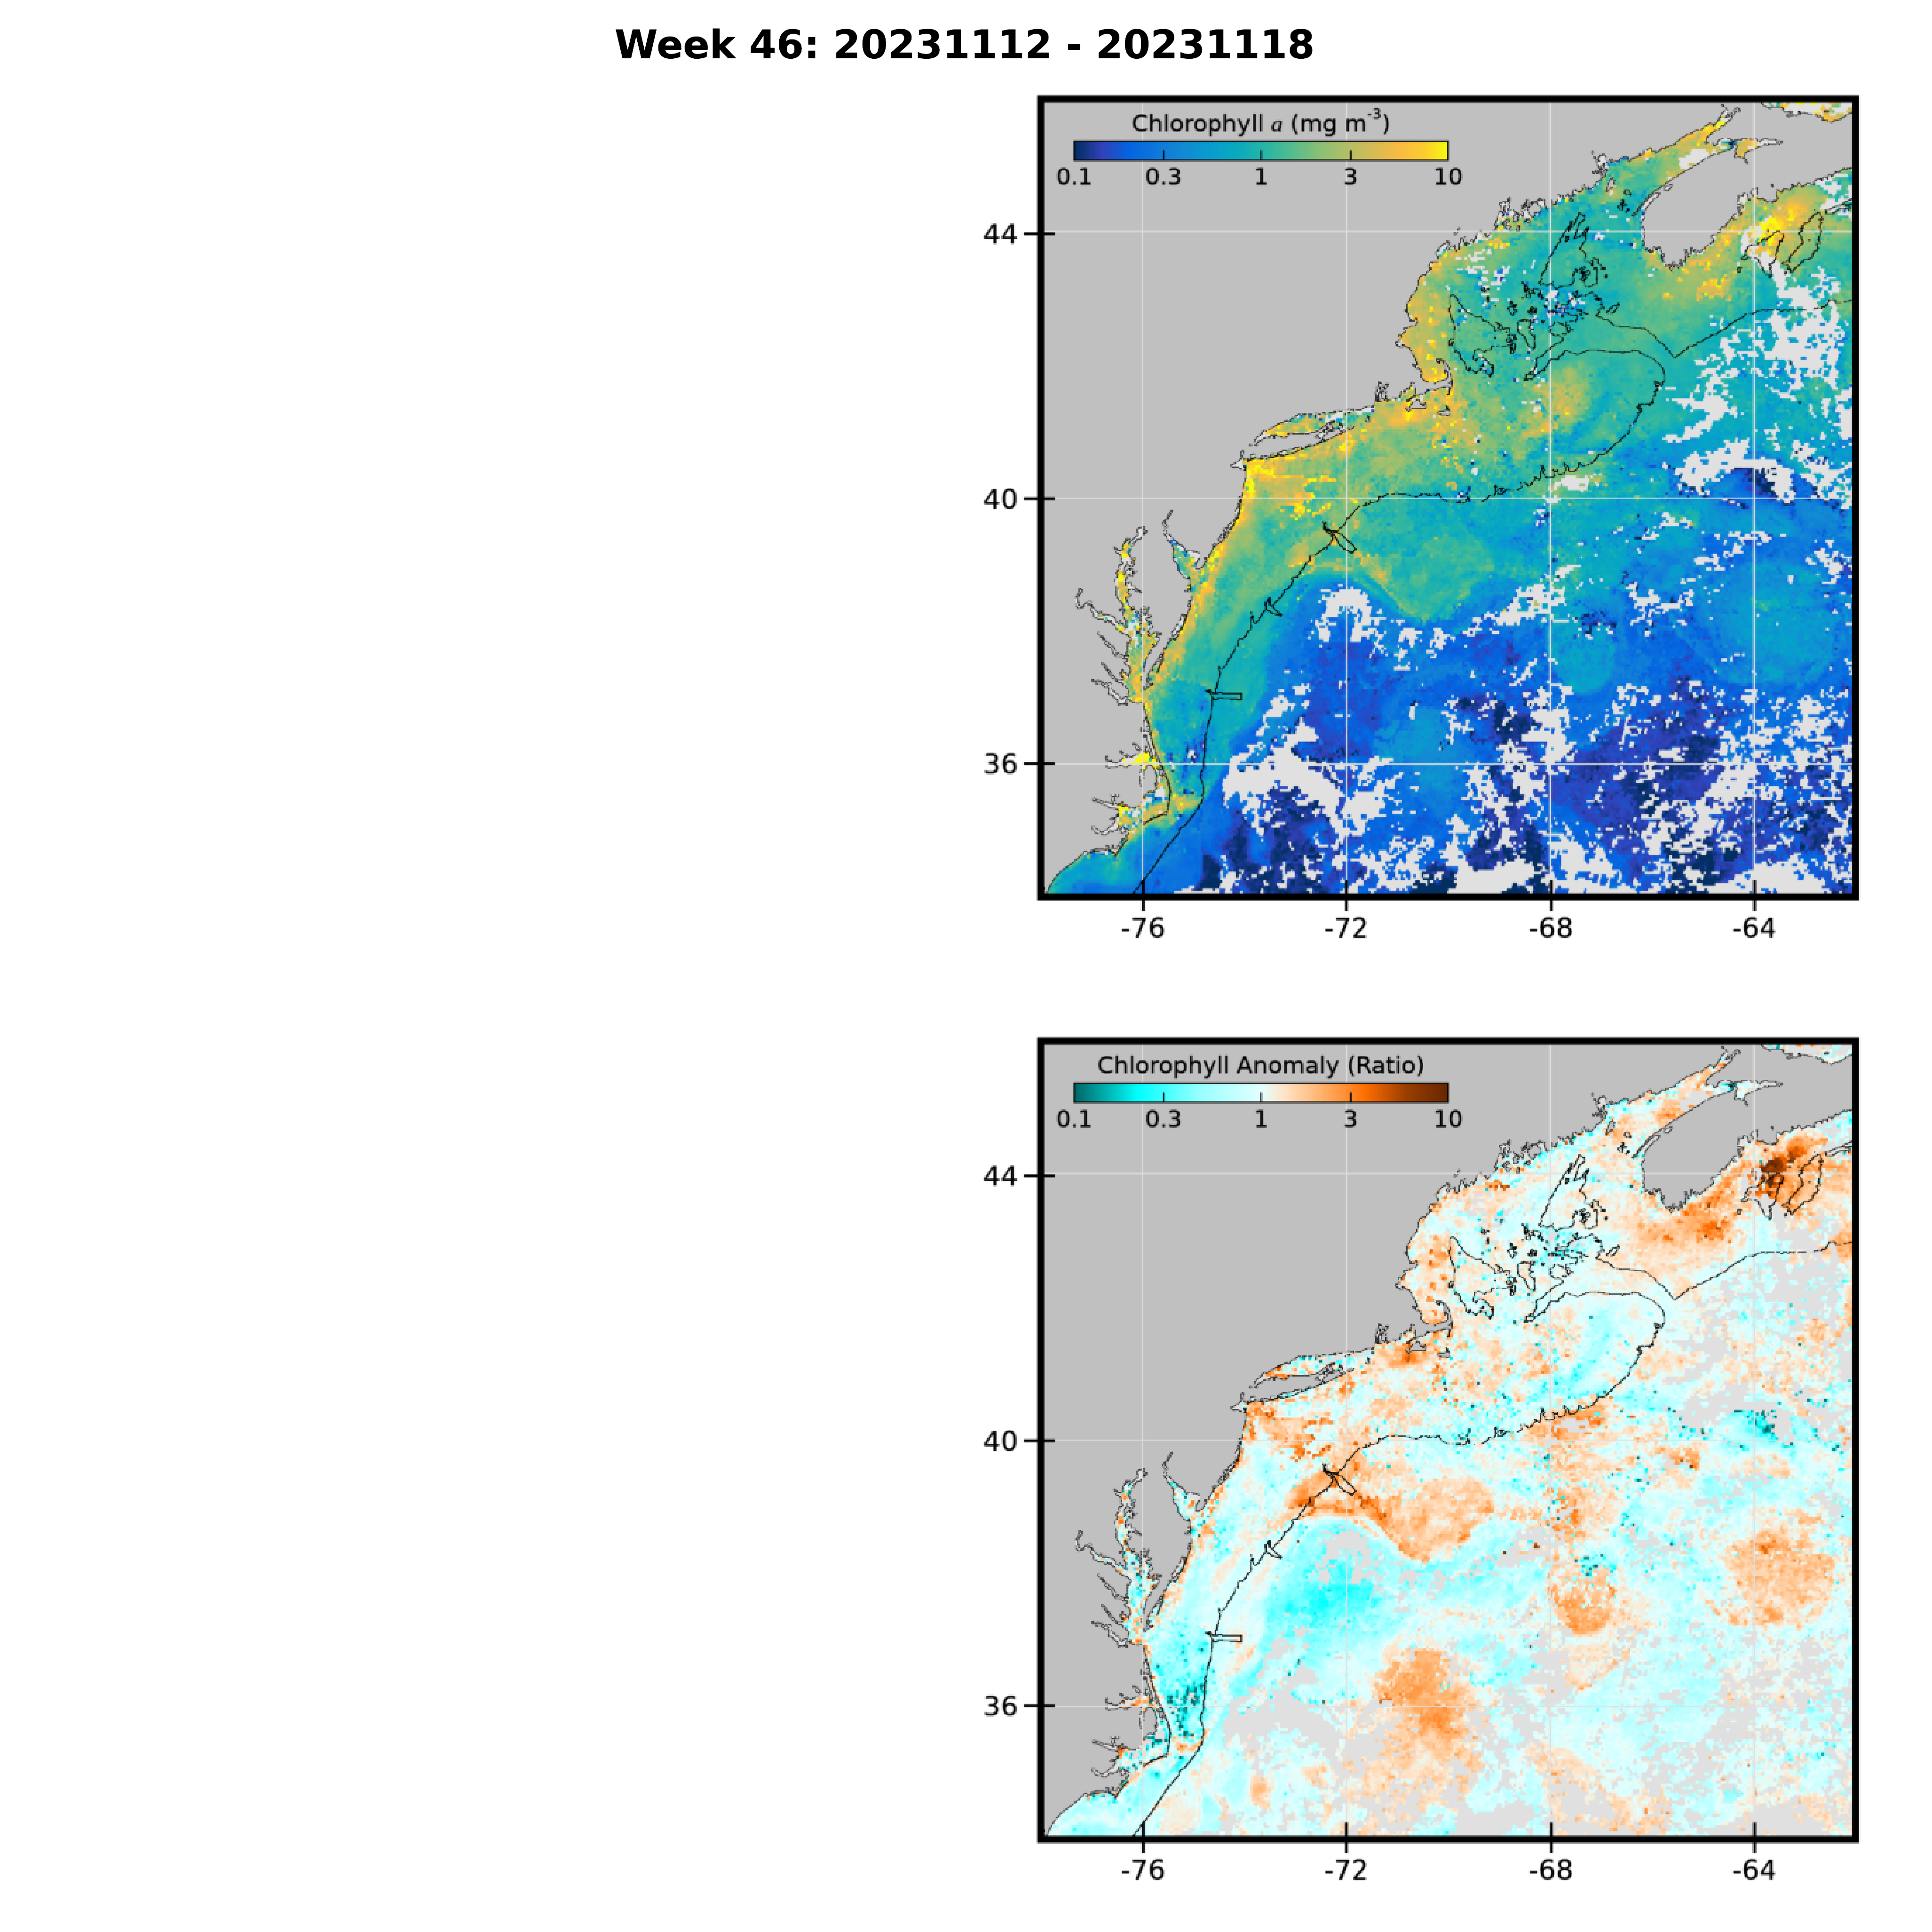 Week 46: 20231112 - 20231118
Chlorophyll a (mg m-3)
0.1 0.3 1 3 10
44
40
36
-76 -72 -68 -64
Chlorophyll Anomaly (Ratio)
0.1 0.3 1 3 10
44
40
36
-76 -72 -68 -64